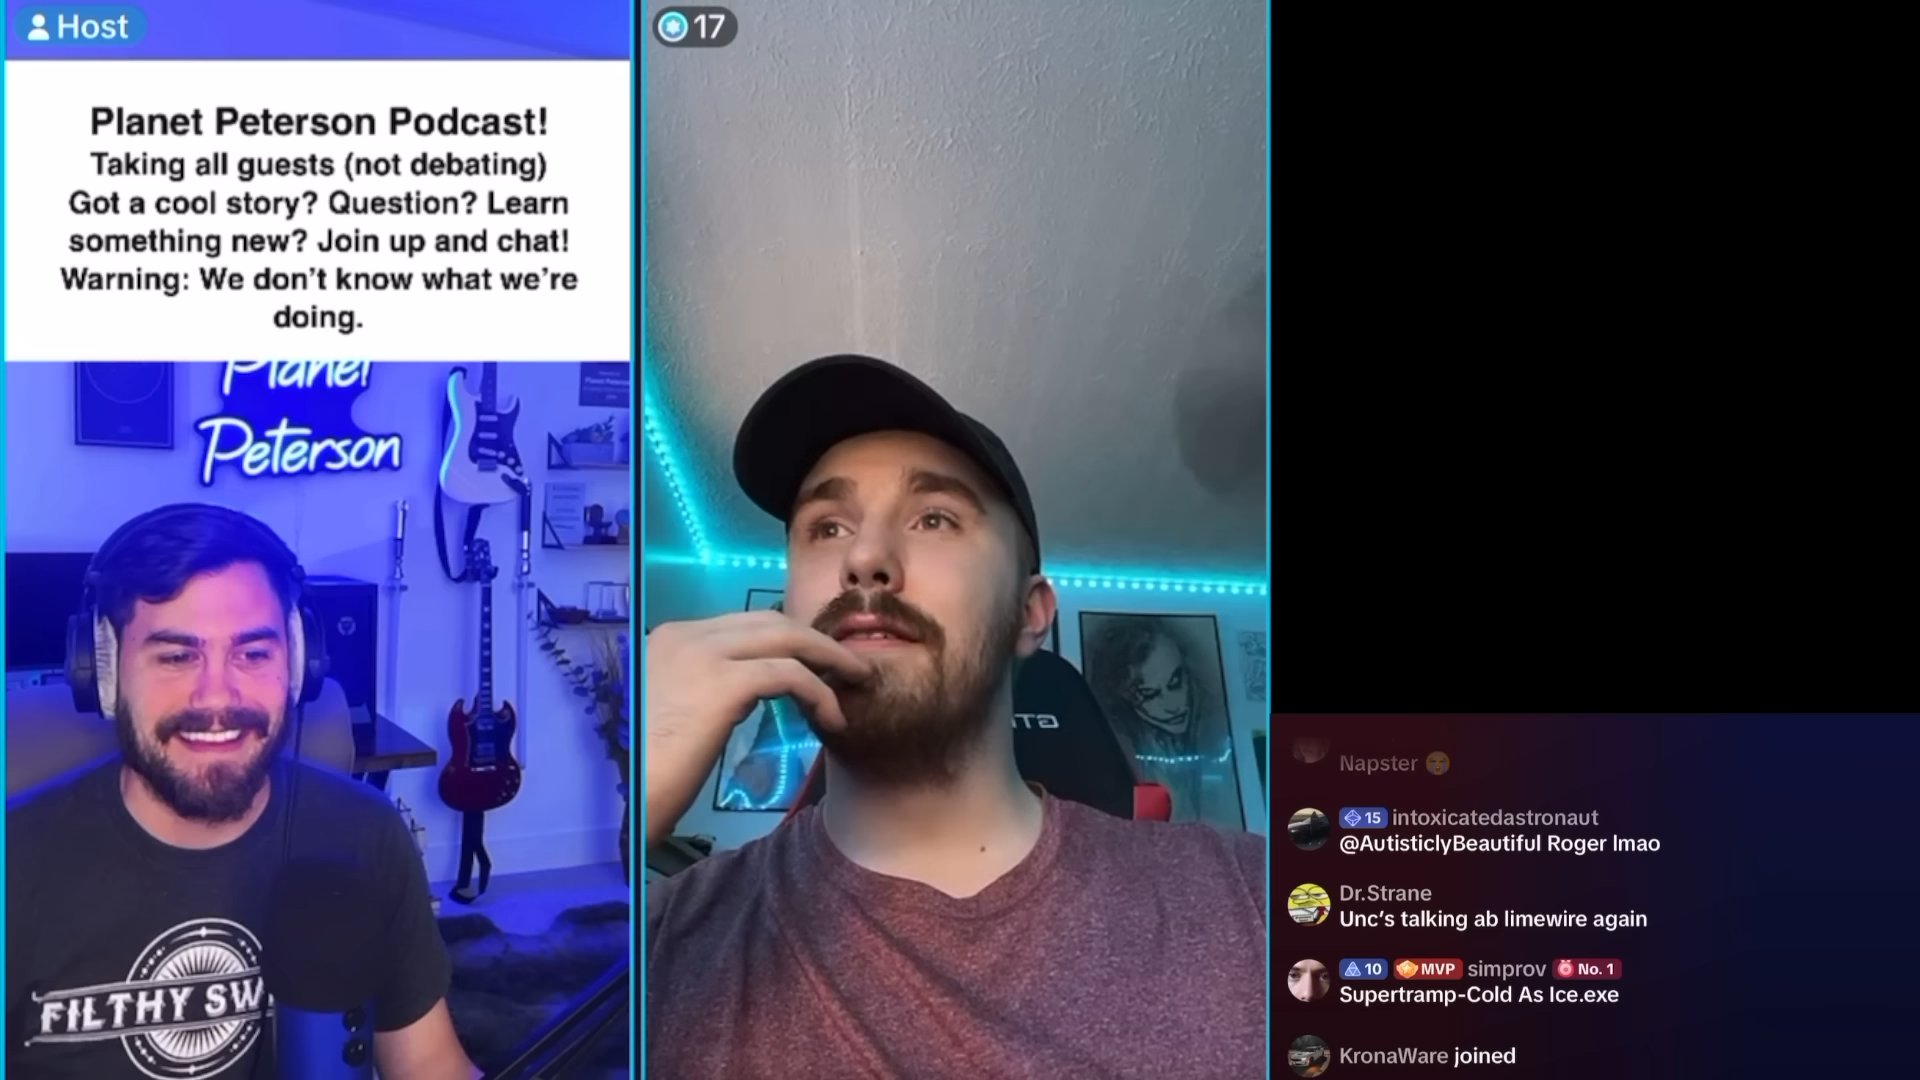 Host
Planet Peterson Podcast!
Taking all guests (not debating)
Got a cool story? Question? Learn
something new? Join up and chat!
Warning: We don't know what we're
doing.
Planet
Peterson
FILTHY SW
17
GT
Napster 😭
15 intoxicatedastronaut
@AutisticlyBeautiful Roger lmao
Dr.Strane
Unc's talking ab limewire again
10 MVP simprov No. 1
Supertramp-Cold As Ice.exe
KronaWare joined